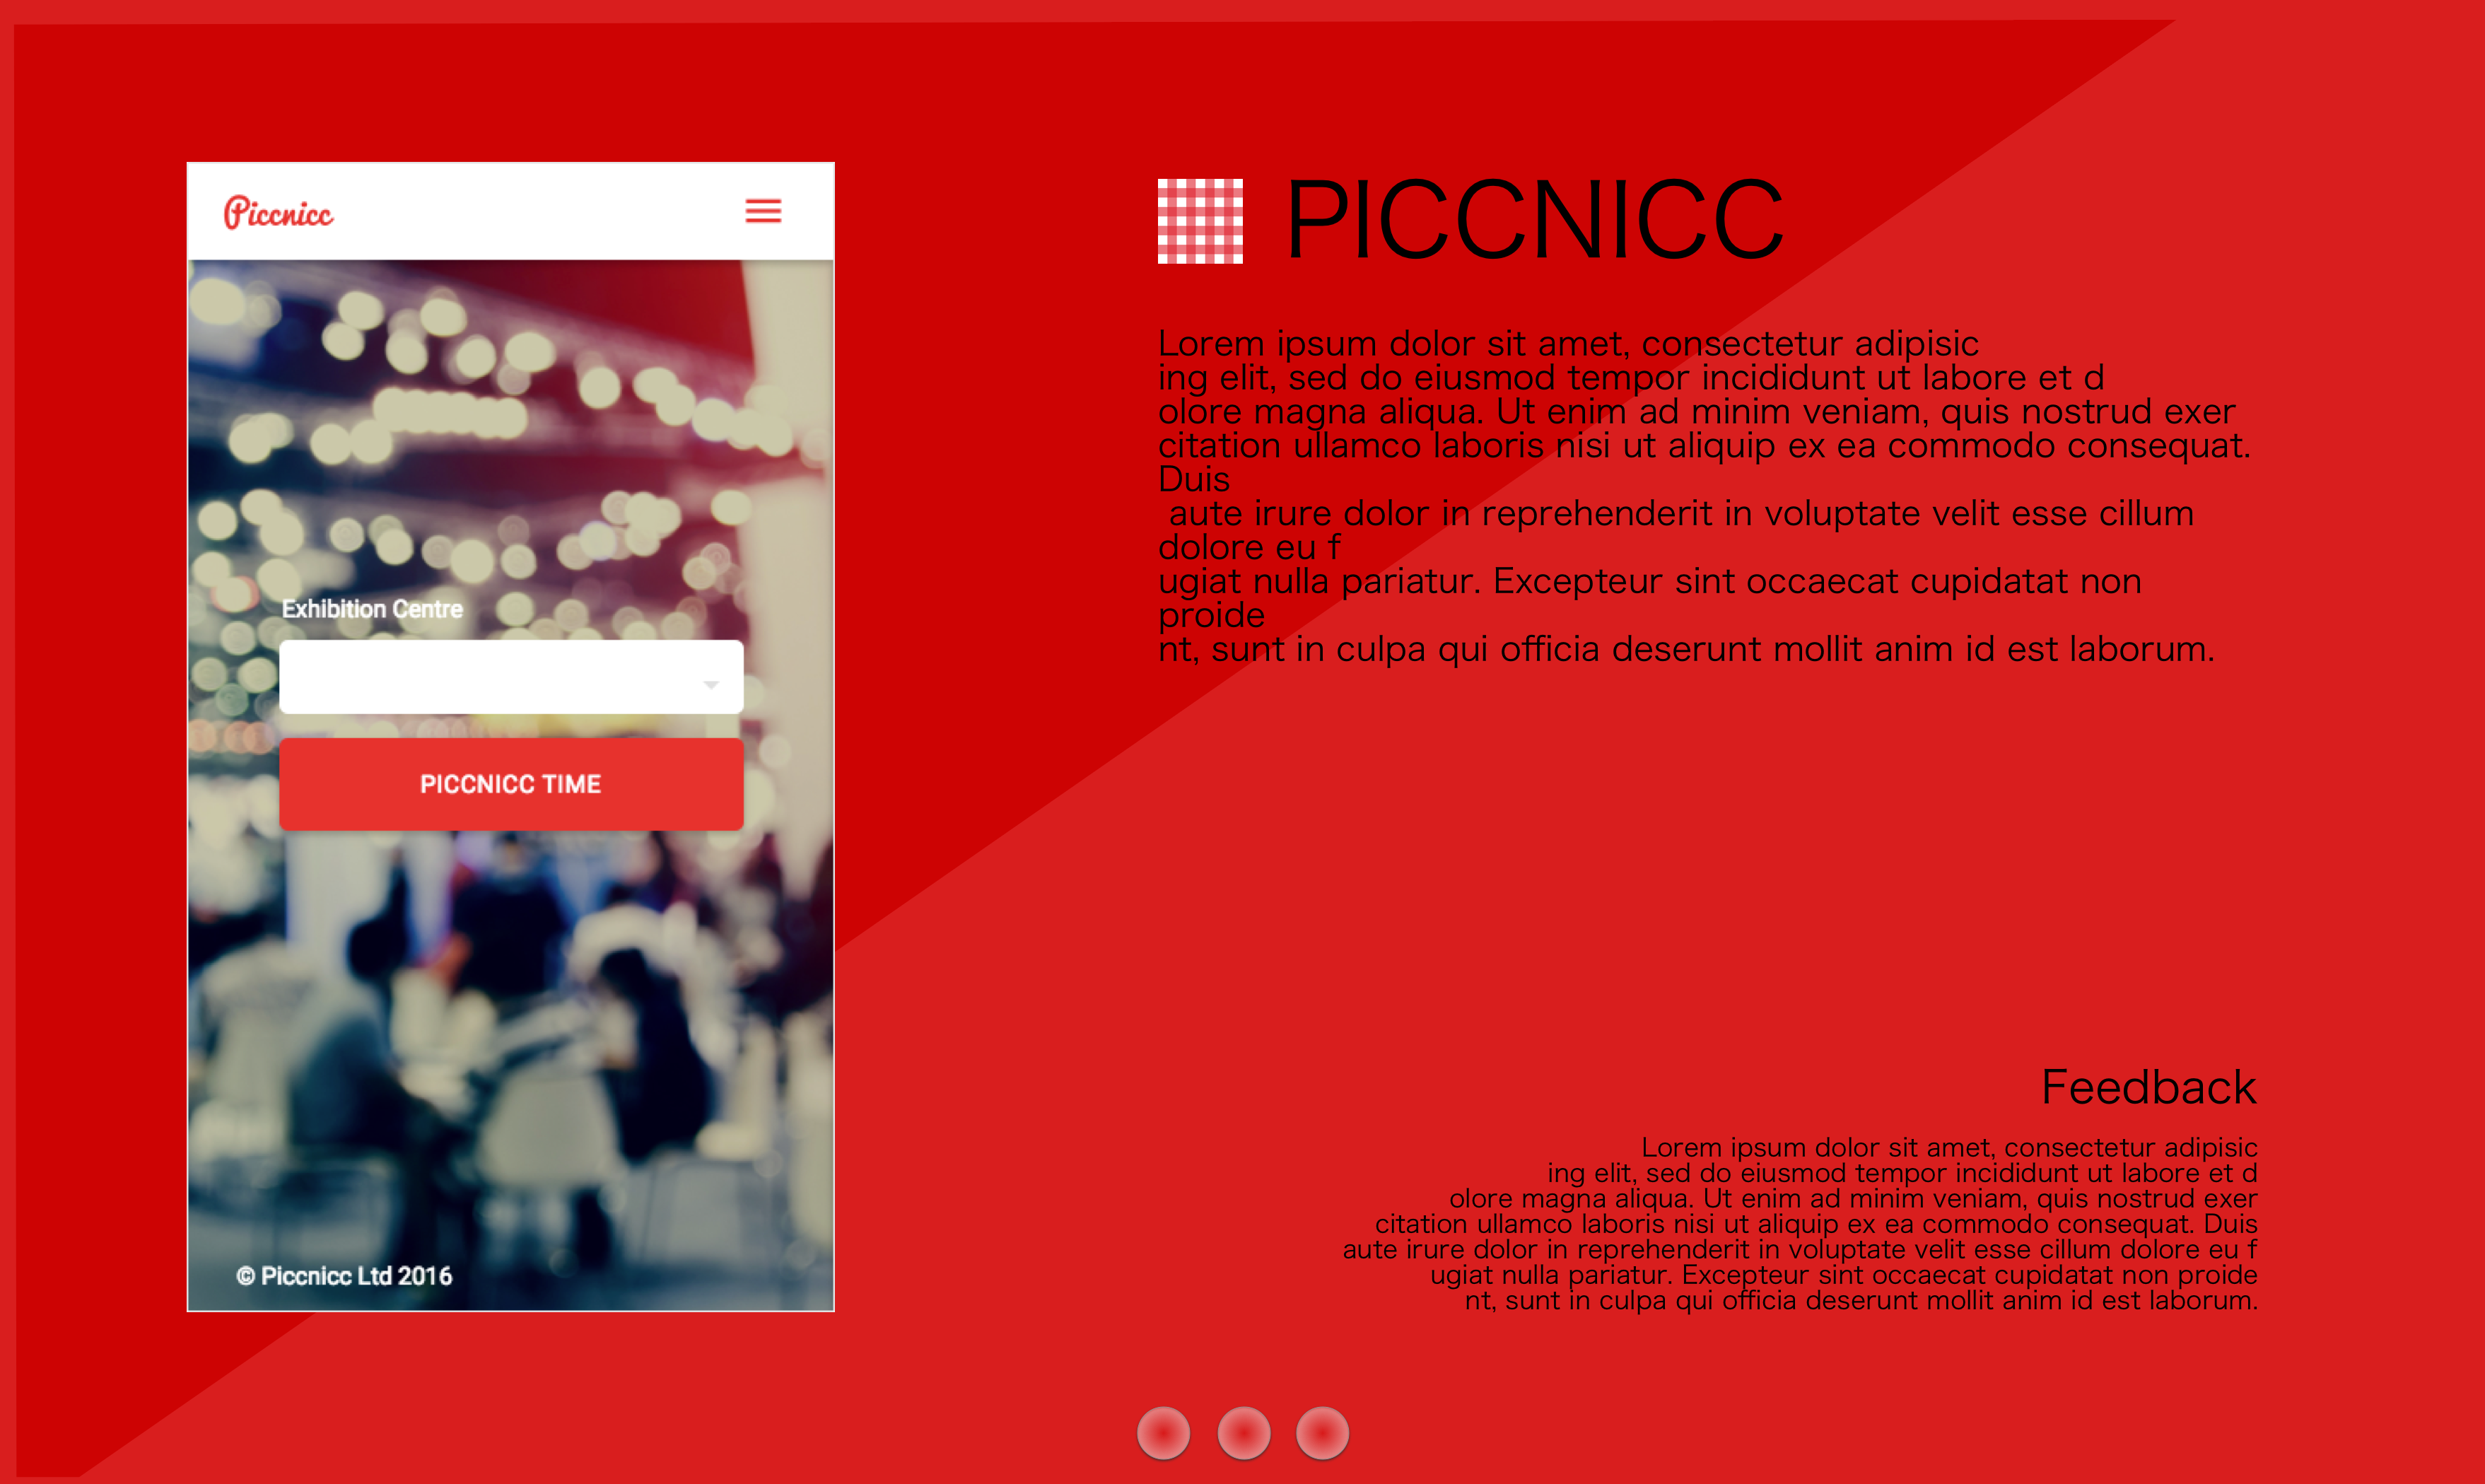 Piccnicc
Exhibition Centre
PICCNICC TIME
© Piccnicc Ltd 2016
PICCNICC
Lorem ipsum dolor sit amet, consectetur adipisic
ing elit, sed do eiusmod tempor incididunt ut labore et d
olore magna aliqua. Ut enim ad minim veniam, quis nostrud exer
citation ullamco laboris nisi ut aliquip ex ea commodo consequat.
Duis
aute irure dolor in reprehenderit in voluptate velit esse cillum
dolore eu f
ugiat nulla pariatur. Excepteur sint occaecat cupidatat non
proide
nt, sunt in culpa qui officia deserunt mollit anim id est laborum.
Feedback
Lorem ipsum dolor sit amet, consectetur adipisic
ing elit, sed do eiusmod tempor incididunt ut labore et d
olore magna aliqua. Ut enim ad minim veniam, quis nostrud exer
citation ullamco laboris nisi ut aliquip ex ea commodo consequat. Duis
aute irure dolor in reprehenderit in voluptate velit esse cillum dolore eu f
ugiat nulla pariatur. Excepteur sint occaecat cupidatat non proide
nt, sunt in culpa qui officia deserunt mollit anim id est laborum.